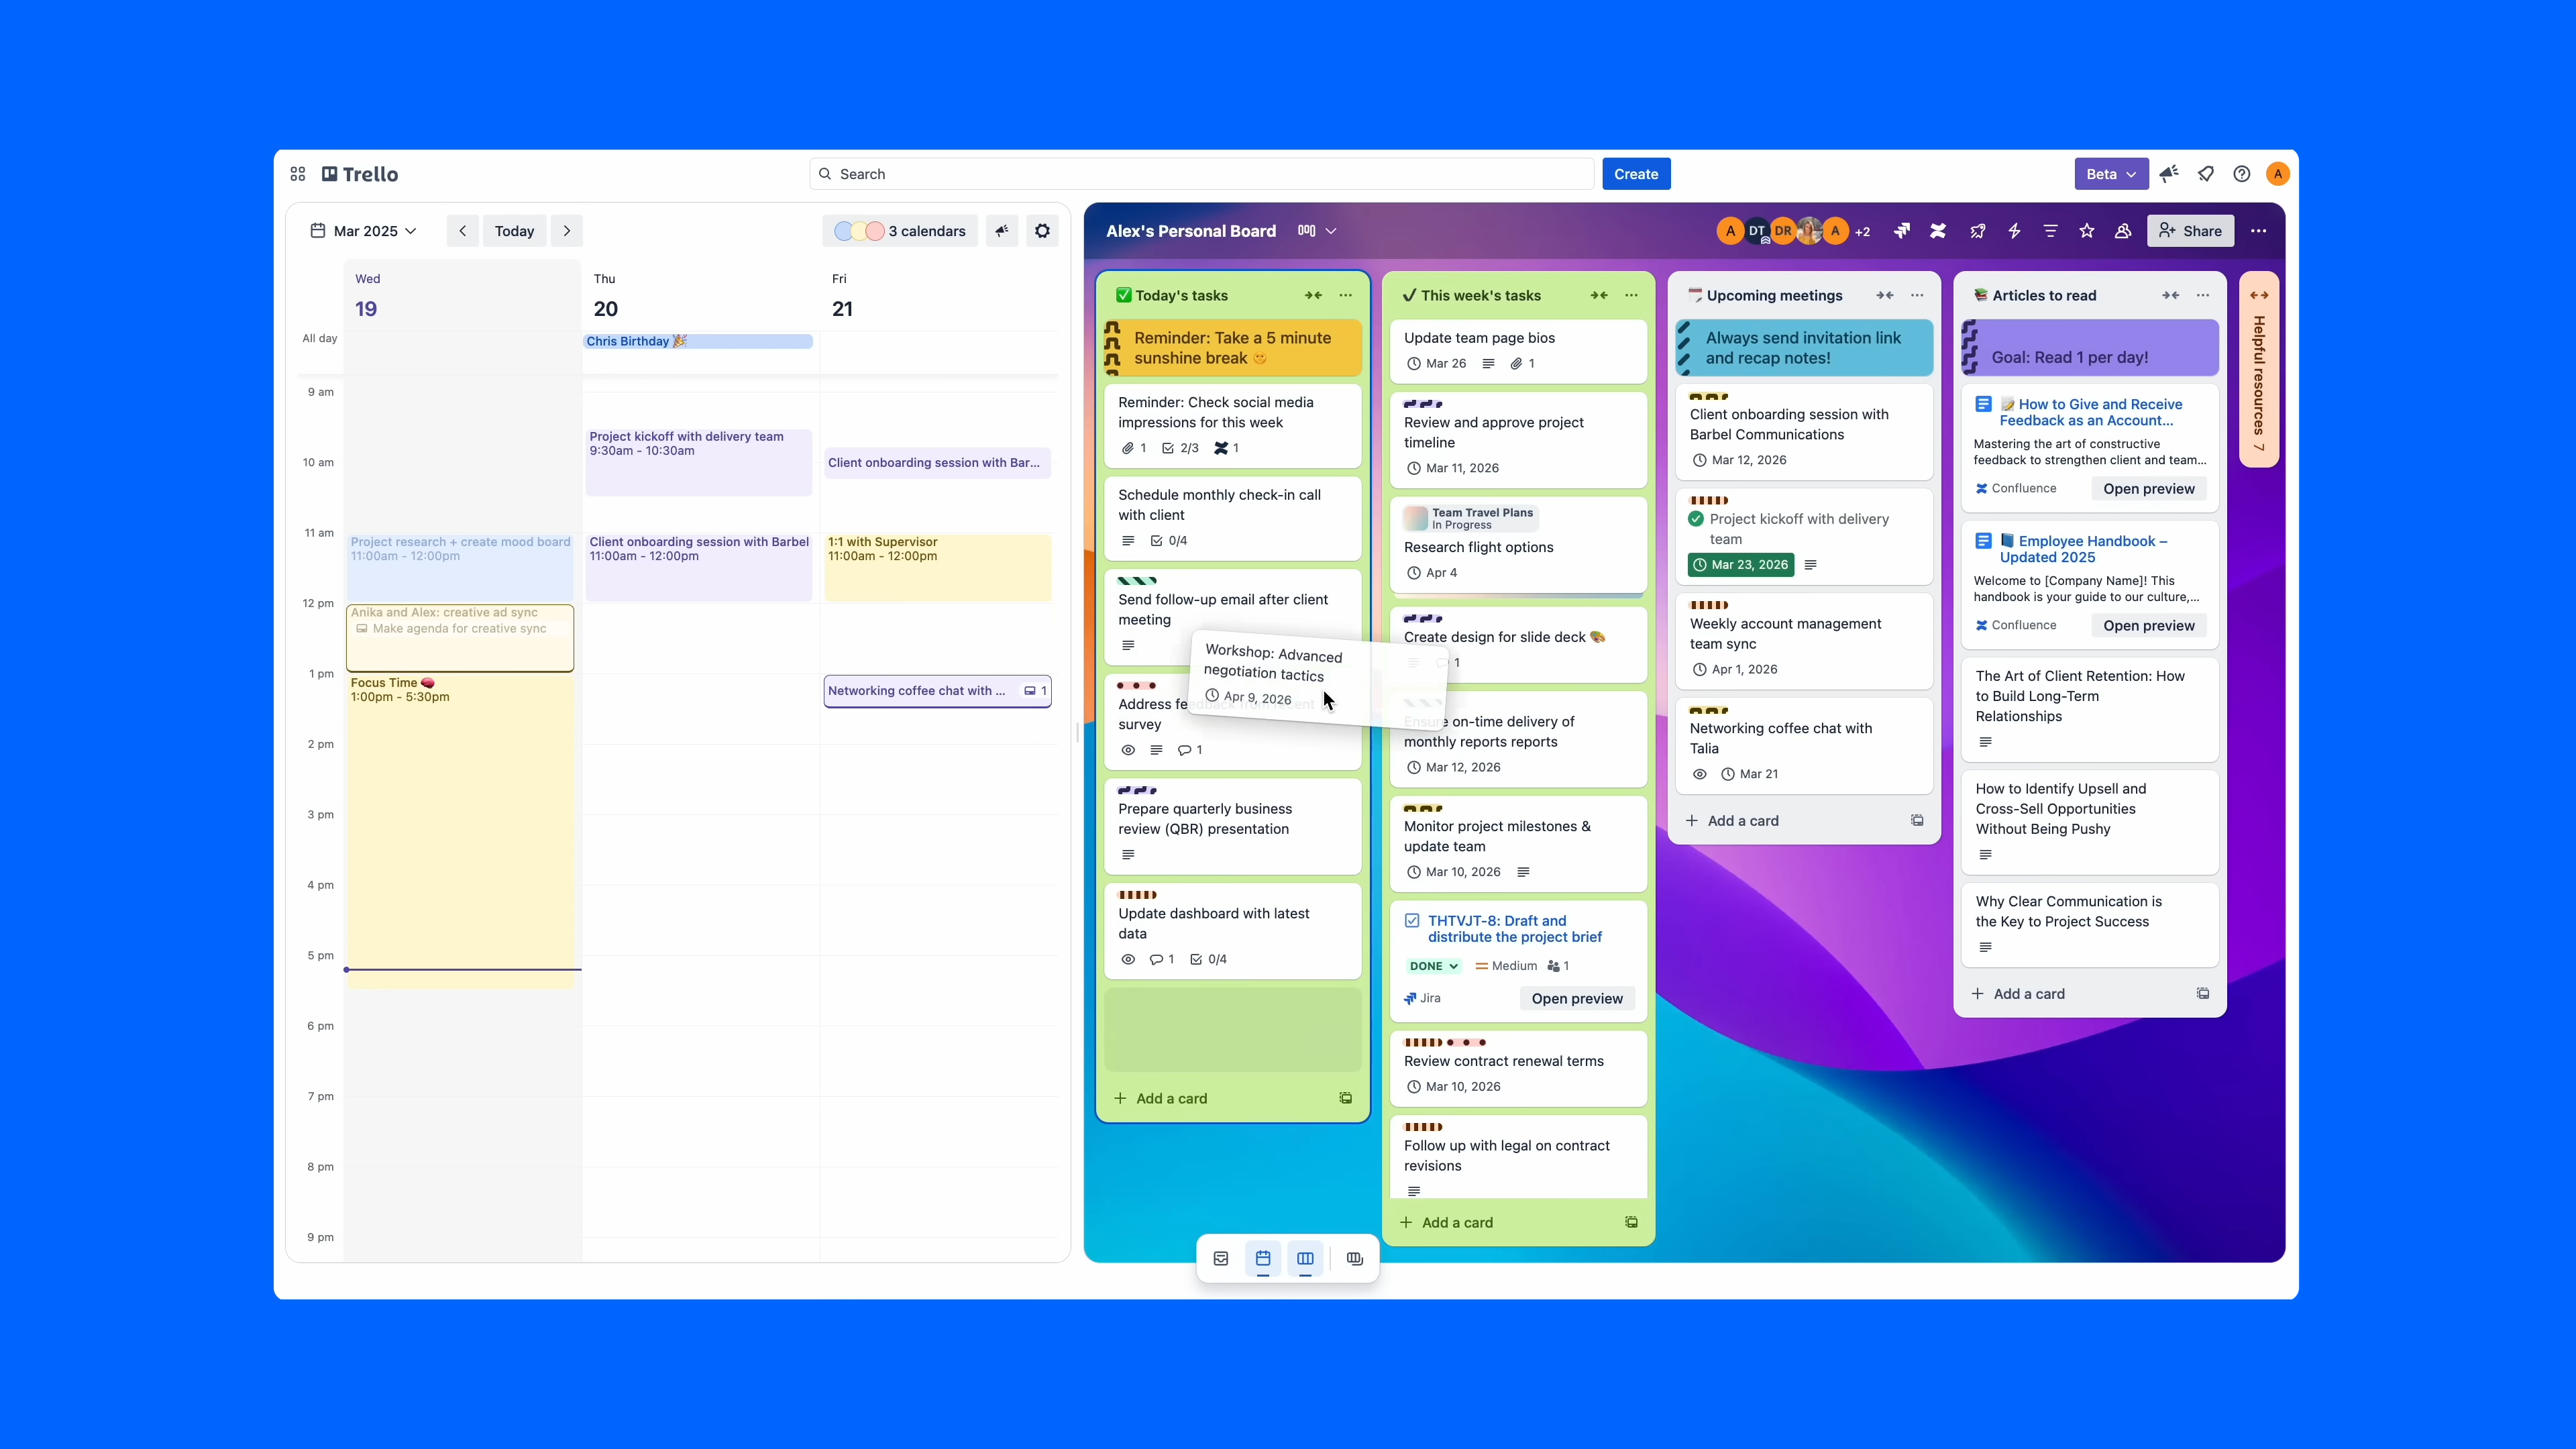 Trello
Search
Create
Beta
A
Mar 2025
Today
3 calendars
Wed
19
Thu
20
Fri
21
All day
Chris Birthday 🎉
9 am
10 am
11 am
12 pm
1 pm
2 pm
3 pm
4 pm
5 pm
6 pm
7 pm
8 pm
9 pm
Project kickoff with delivery team
9:30am - 10:30am
Client onboarding session with Bar...
Project research + create mood board
11:00am - 12:00pm
Client onboarding session with Barbel
11:00am - 12:00pm
1:1 with Supervisor
11:00am - 12:00pm
Anika and Alex: creative ad sync
Make agenda for creative sync
Focus Time 🧠
1:00pm - 5:30pm
Networking coffee chat with ...
1
Alex's Personal Board
A
DT
DR
A
+2
Share
✅ Today's tasks
Reminder: Take a 5 minute
sunshine break 🌞
Reminder: Check social media
impressions for this week
1
2/3
1
Schedule monthly check-in call
with client
0/4
Send follow-up email after client
meeting
Workshop: Advanced
negotiation tactics
Apr 9, 2026
Address feedback from recent
survey
1
Prepare quarterly business
review (QBR) presentation
Update dashboard with latest
data
1
0/4
+ Add a card
✔️ This week's tasks
Update team page bios
Mar 26
1
Review and approve project
timeline
Mar 11, 2026
Team Travel Plans
In Progress
Research flight options
Apr 4
Create design for slide deck 🎨
1
Ensure on-time delivery of
monthly reports reports
Mar 12, 2026
Monitor project milestones &
update team
Mar 10, 2026
THTVJT-8: Draft and
distribute the project brief
DONE
Medium
1
Jira
Open preview
Review contract renewal terms
Mar 10, 2026
Follow up with legal on contract
revisions
+ Add a card
🗓️ Upcoming meetings
Always send invitation link
and recap notes!
Client onboarding session with
Barbel Communications
Mar 12, 2026
Project kickoff with delivery
team
Mar 23, 2026
Weekly account management
team sync
Apr 1, 2026
Networking coffee chat with
Talia
Mar 21
+ Add a card
📚 Articles to read
Goal: Read 1 per day!
📝 How to Give and Receive
Feedback as an Account...
Mastering the art of constructive
feedback to strengthen client and team...
Confluence
Open preview
📘 Employee Handbook –
Updated 2025
Welcome to [Company Name]! This
handbook is your guide to our culture,...
Confluence
Open preview
The Art of Client Retention: How
to Build Long-Term
Relationships
How to Identify Upsell and
Cross-Sell Opportunities
Without Being Pushy
Why Clear Communication is
the Key to Project Success
+ Add a card
Helpful resources 7